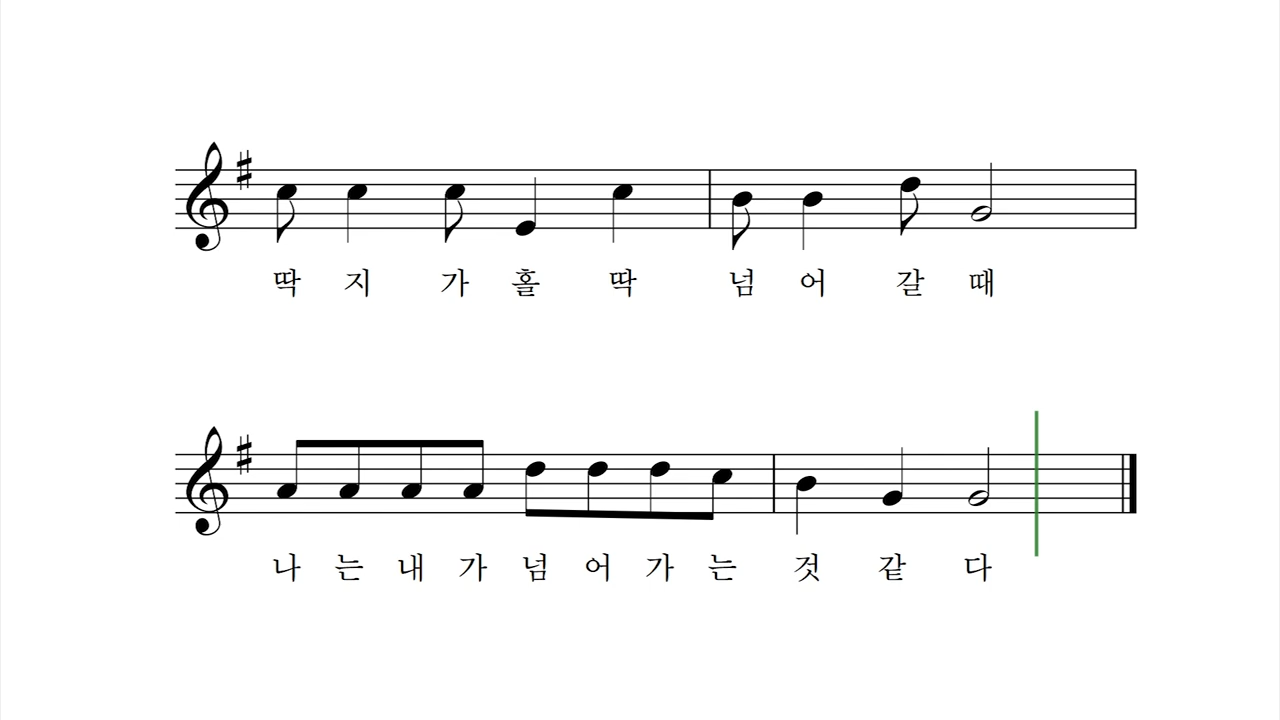 딱 지 가 홀 딱 넘 어 갈 때
나 는 내 가 넘 어 가 는 것 같 다